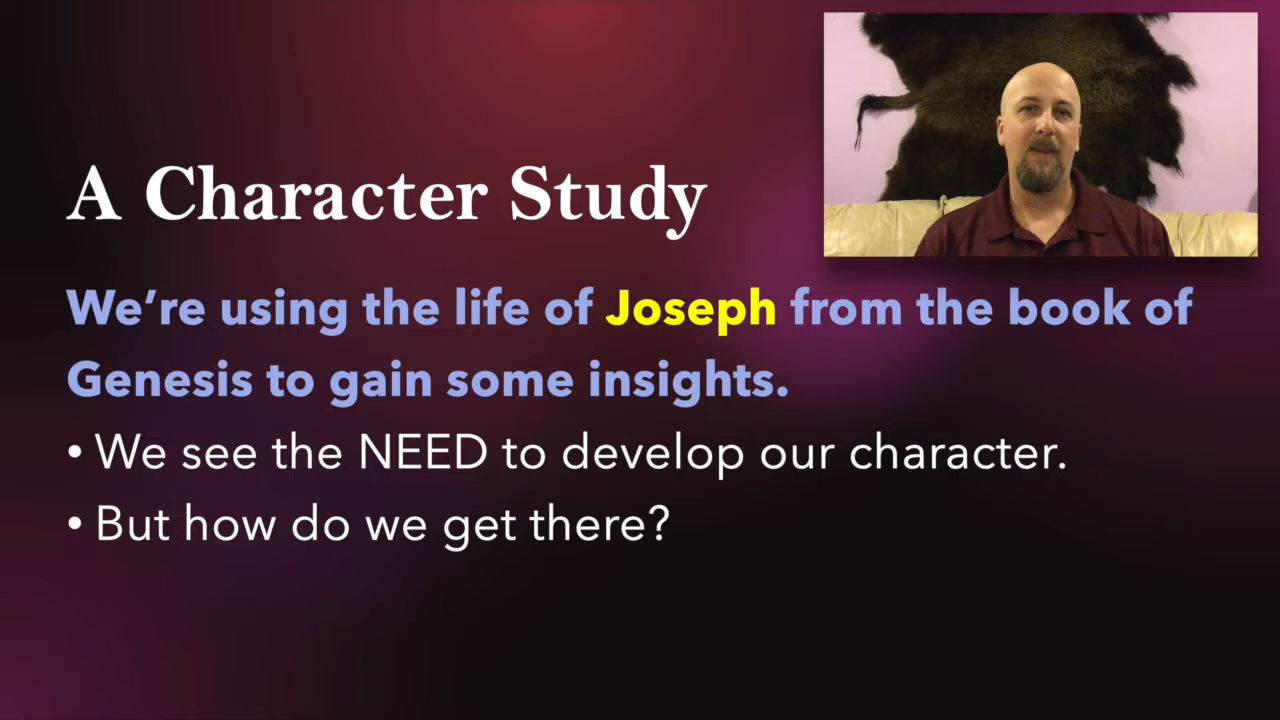 A Character Study
We’re using the life of Joseph from the book of
Genesis to gain some insights.
• We see the NEED to develop our character.
• But how do we get there?